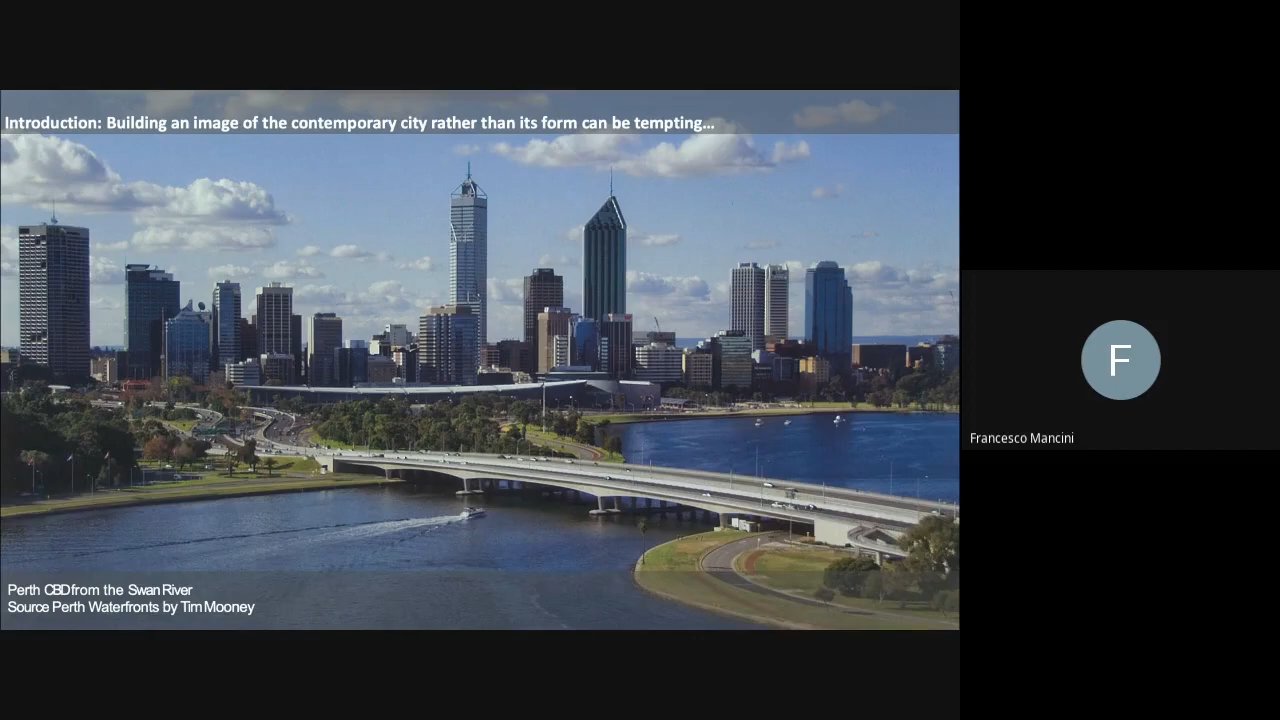 Introduction: Building an image of the contemporary city rather than its form can be tempting...
Perth CBD from the Swan River
Source Perth Waterfronts by Tim Mooney
F
Francesco Mancini